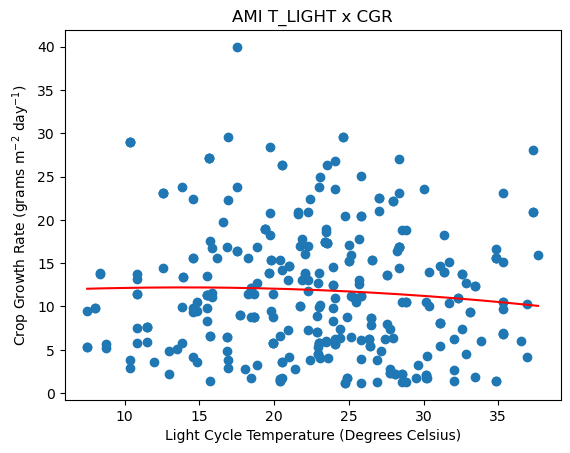 AMI T_LIGHT x CGR
Crop Growth Rate (grams m⁻² day⁻¹)
40
35
30
25
20
15
10
5
0
10 15 20 25 30 35
Light Cycle Temperature (Degrees Celsius)